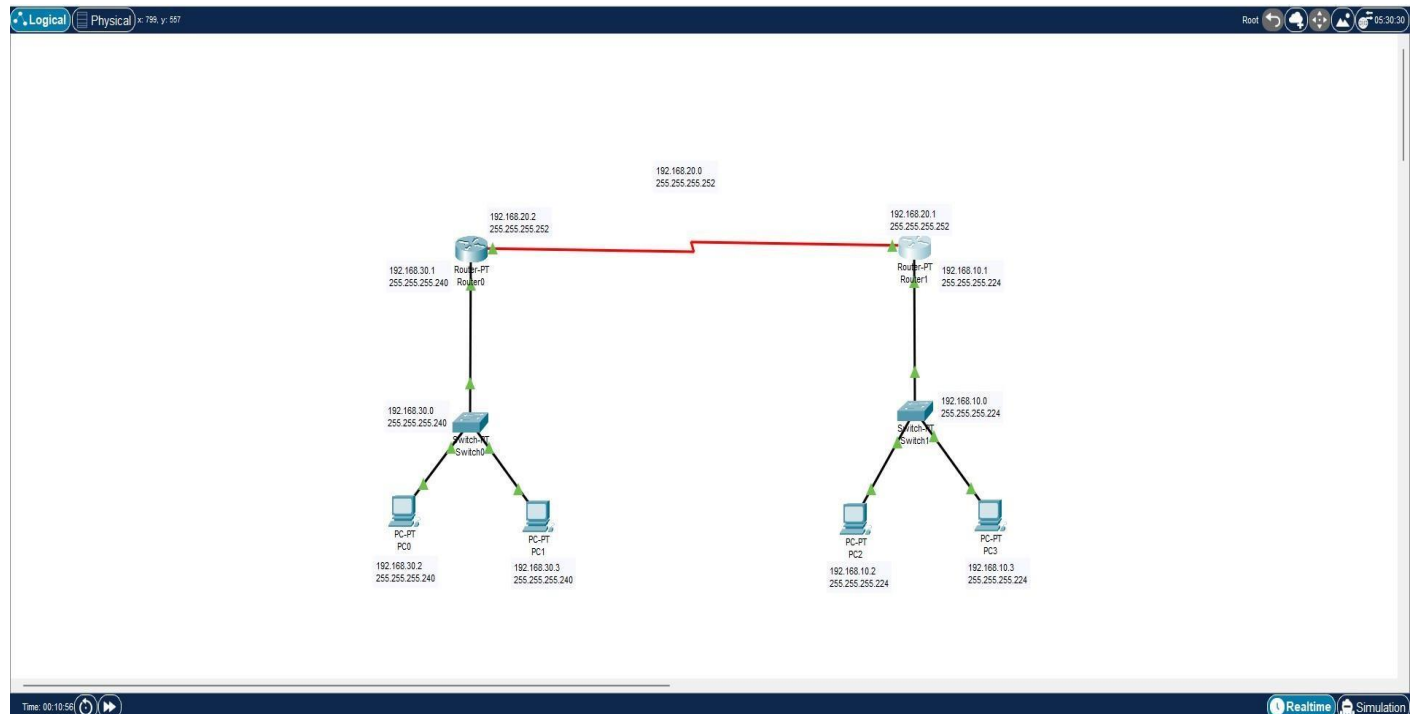 Logical
Physical
x: 799, y: 557
Root
05:30:30
192.168.20.0
255.255.255.252
192.168.20.2
255.255.255.252
192.168.20.1
255.255.255.252
192.168.30.1
255.255.255.240
Router-PT
Router0
Router-PT
Router1
192.168.10.1
255.255.255.224
192.168.30.0
255.255.255.240
Switch-PT
Switch0
192.168.10.0
255.255.255.224
Switch-PT
Switch1
PC-PT
PC0
192.168.30.2
255.255.255.240
PC-PT
PC1
192.168.30.3
255.255.255.240
PC-PT
PC2
192.168.10.2
255.255.255.224
PC-PT
PC3
192.168.10.3
255.255.255.224
Time: 00:10:56
Realtime
Simulation